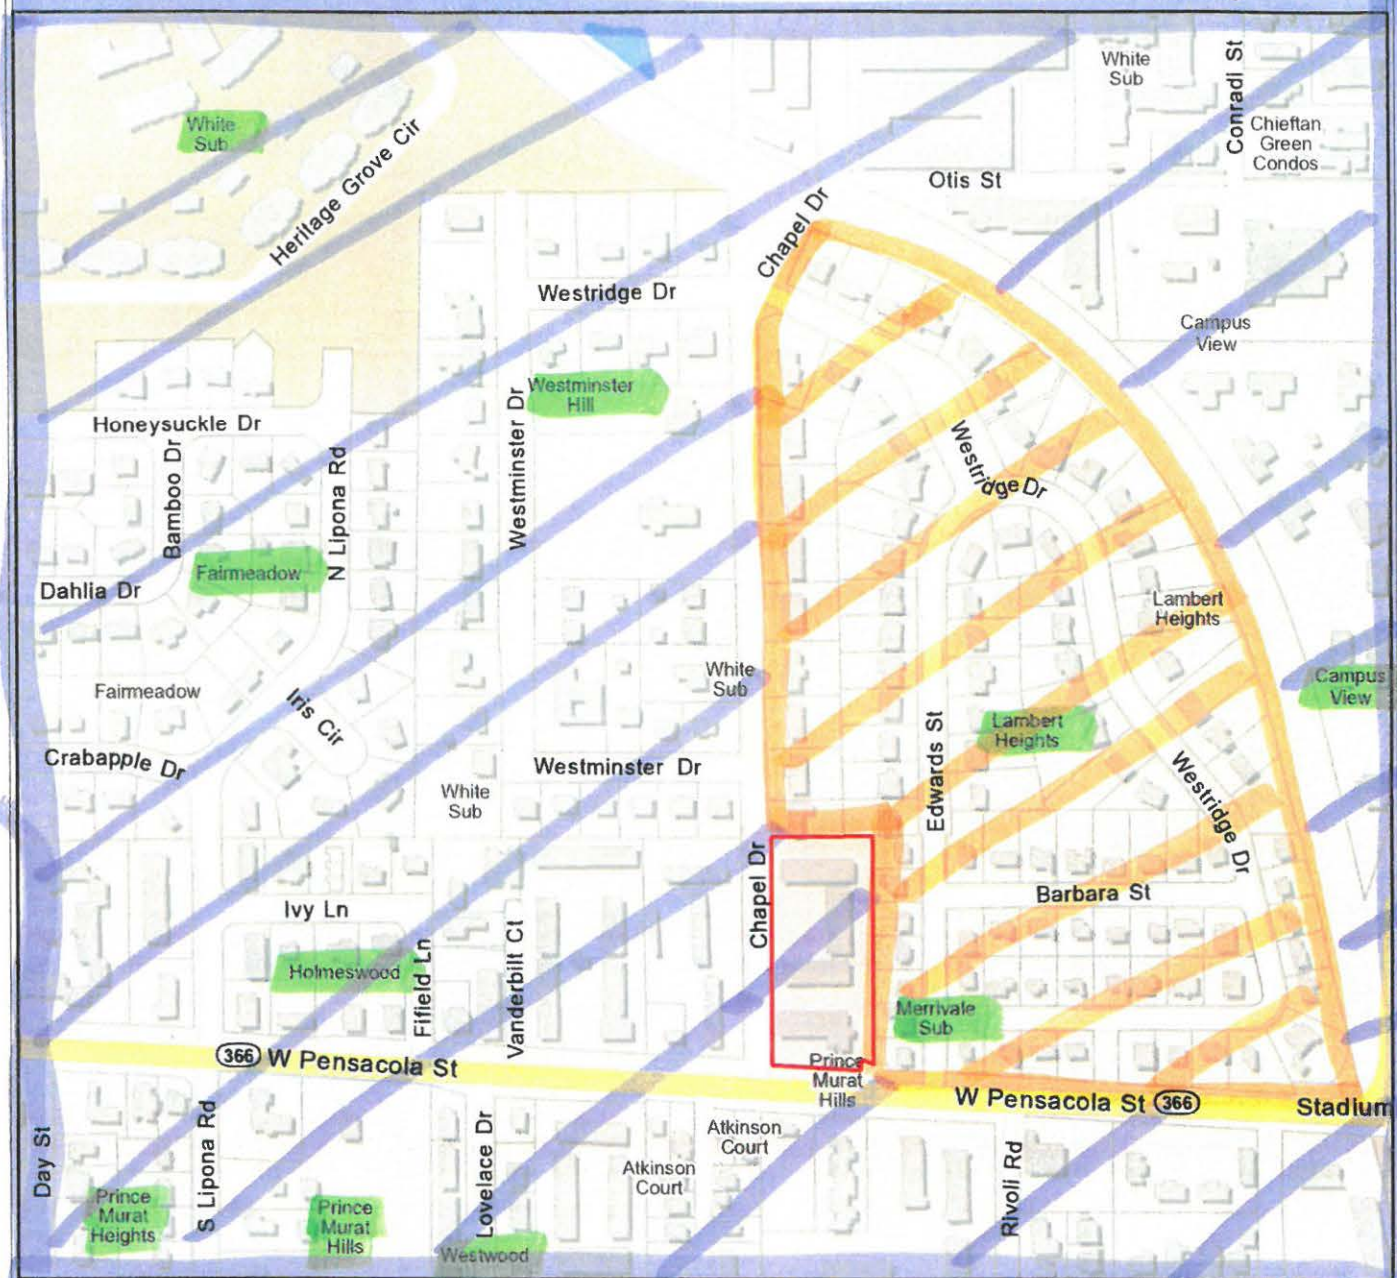 White
Sub
Conradi St
White
Sub
Chieftan
Green
Condos
Heritage Grove Cir
Otis St
Chapel Dr
Westridge Dr
Campus
View
Westminster
Hill
Honeysuckle Dr
Bamboo Dr
N Lipona Rd
Westminster Dr
Westridge Dr
Fairmeadow
Dahlia Dr
Lambert
Heights
White
Sub
Campus
View
Fairmeadow
Iris Cir
Lambert
Heights
Edwards St
Crabapple Dr
Westminster Dr
Westridge Dr
White
Sub
Chapel Dr
Barbara St
Ivy Ln
Holmeswood
Fifield Ln
Vanderbilt Ct
Merrivale
Sub
366 W Pensacola St
Prince
Murat
Hills
W Pensacola St 366
Stadium
Day St
S Lipona Rd
Lovelace Dr
Atkinson
Court
Atkinson
Court
Rivoli Rd
Prince
Murat
Heights
Prince
Murat
Hills
Westwood